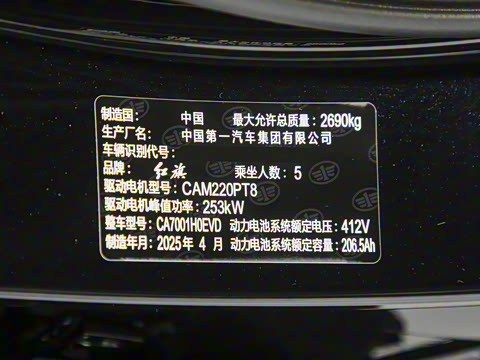 制造国: 中国 最大允许总质量:2690kg
生产厂名: 中国第一汽车集团有限公司
车辆识别代号:
品牌: 红旗 乘坐人数: 5
驱动电机型号:CAM220PT8
驱动电机峰值功率:253kW
整车型号:CA7001H0EVD 动力电池系统额定电压:412V
制造年月:2025年 4月 动力电池系统额定容量:206.5Ah